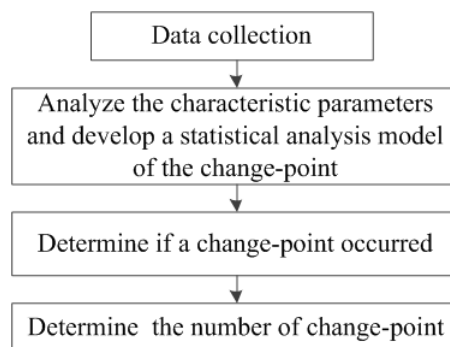 Data collection
Analyze the characteristic parameters
and develop a statistical analysis model
of the change-point
Determine if a change-point occurred
Determine the number of change-point